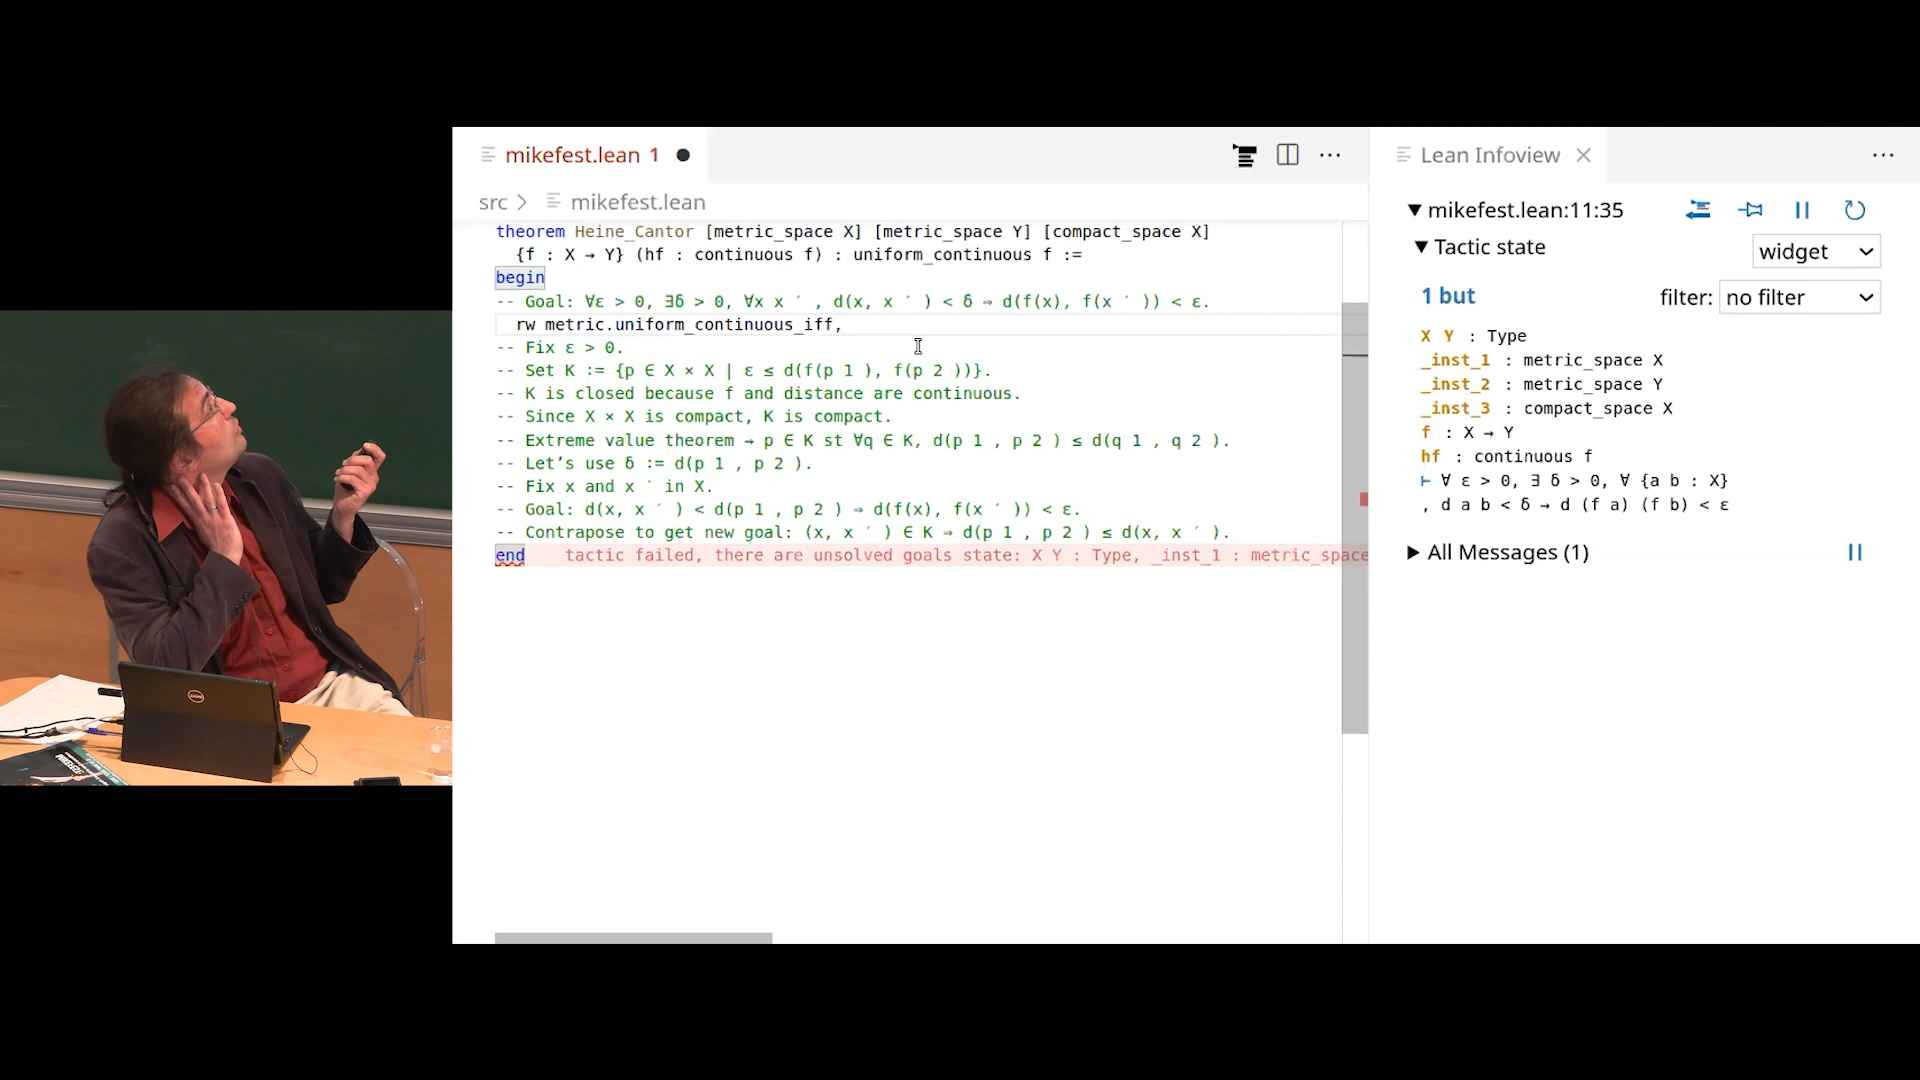 mikefest.lean 1
src > mikefest.lean
theorem Heine_Cantor [metric_space X] [metric_space Y] [compact_space X]
{f : X → Y} (hf : continuous f) : uniform_continuous f :=
begin
-- Goal: ∀ε > 0, ∃δ > 0, ∀x x ′ , d(x, x ′ ) < δ ⇒ d(f(x), f(x ′ )) < ε.
rw metric.uniform_continuous_iff,
-- Fix ε > 0.
-- Set K := {p ∈ X × X | ε ≤ d(f(p 1 ), f(p 2 ))}.
-- K is closed because f and distance are continuous.
-- Since X × X is compact, K is compact.
-- Extreme value theorem → p ∈ K st ∀q ∈ K, d(p 1 , p 2 ) ≤ d(q 1 , q 2 ).
-- Let’s use δ := d(p 1 , p 2 ).
-- Fix x and x ′ in X.
-- Goal: d(x, x ′ ) < d(p 1 , p 2 ) ⇒ d(f(x), f(x ′ )) < ε.
-- Contrapose to get new goal: (x, x ′ ) ∈ K ⇒ d(p 1 , p 2 ) ≤ d(x, x ′ ).
end tactic failed, there are unsolved goals state: X Y : Type, _inst_1 : metric_space
Lean Infoview
mikefest.lean:11:35
Tactic state
widget
1 but
filter: no filter
X Y : Type
_inst_1 : metric_space X
_inst_2 : metric_space Y
_inst_3 : compact_space X
f : X → Y
hf : continuous f
⊢ ∀ ε > 0, ∃ δ > 0, ∀ {a b : X}
, d a b < δ → d (f a) (f b) < ε
All Messages (1)
DELL